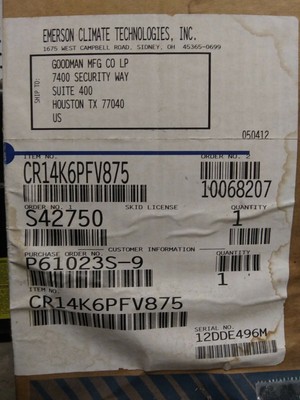 EMERSON CLIMATE TECHNOLOGIES, INC.
1675 WEST CAMPBELL ROAD, SIDNEY, OH 45365-0699
SHIP TO:
GOODMAN MFG CO LP
7400 SECURITY WAY
SUITE 400
HOUSTON TX 77040
US
050412
ITEM NO. ORDER NO. 2
CR14K6PFV875 10068207
ORDER NO. 1 SKID LICENSE QUANTITY
S42750 1
CUSTOMER INFORMATION
PURCHASE ORDER NO. QUANTITY
P61023S-9 1
ITEM NO.
CR14K6PFV875
SERIAL NO.
12DDE496M